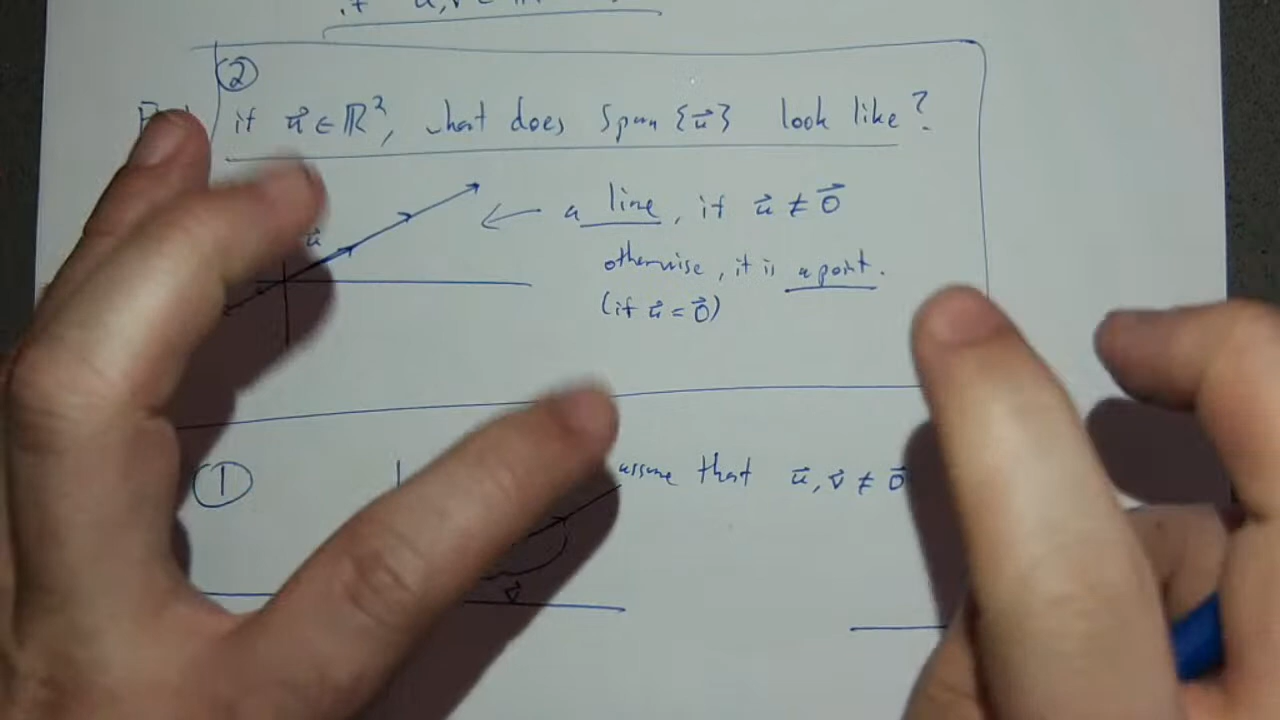 ②
if u⃗ ∈ ℝ², what does Span {u⃗} look like?
a line, if u⃗ ≠ 0⃗
u⃗
otherwise, it is a point.
(if u⃗ = 0⃗)
① assume that u⃗, v⃗ ≠ 0⃗
v⃗